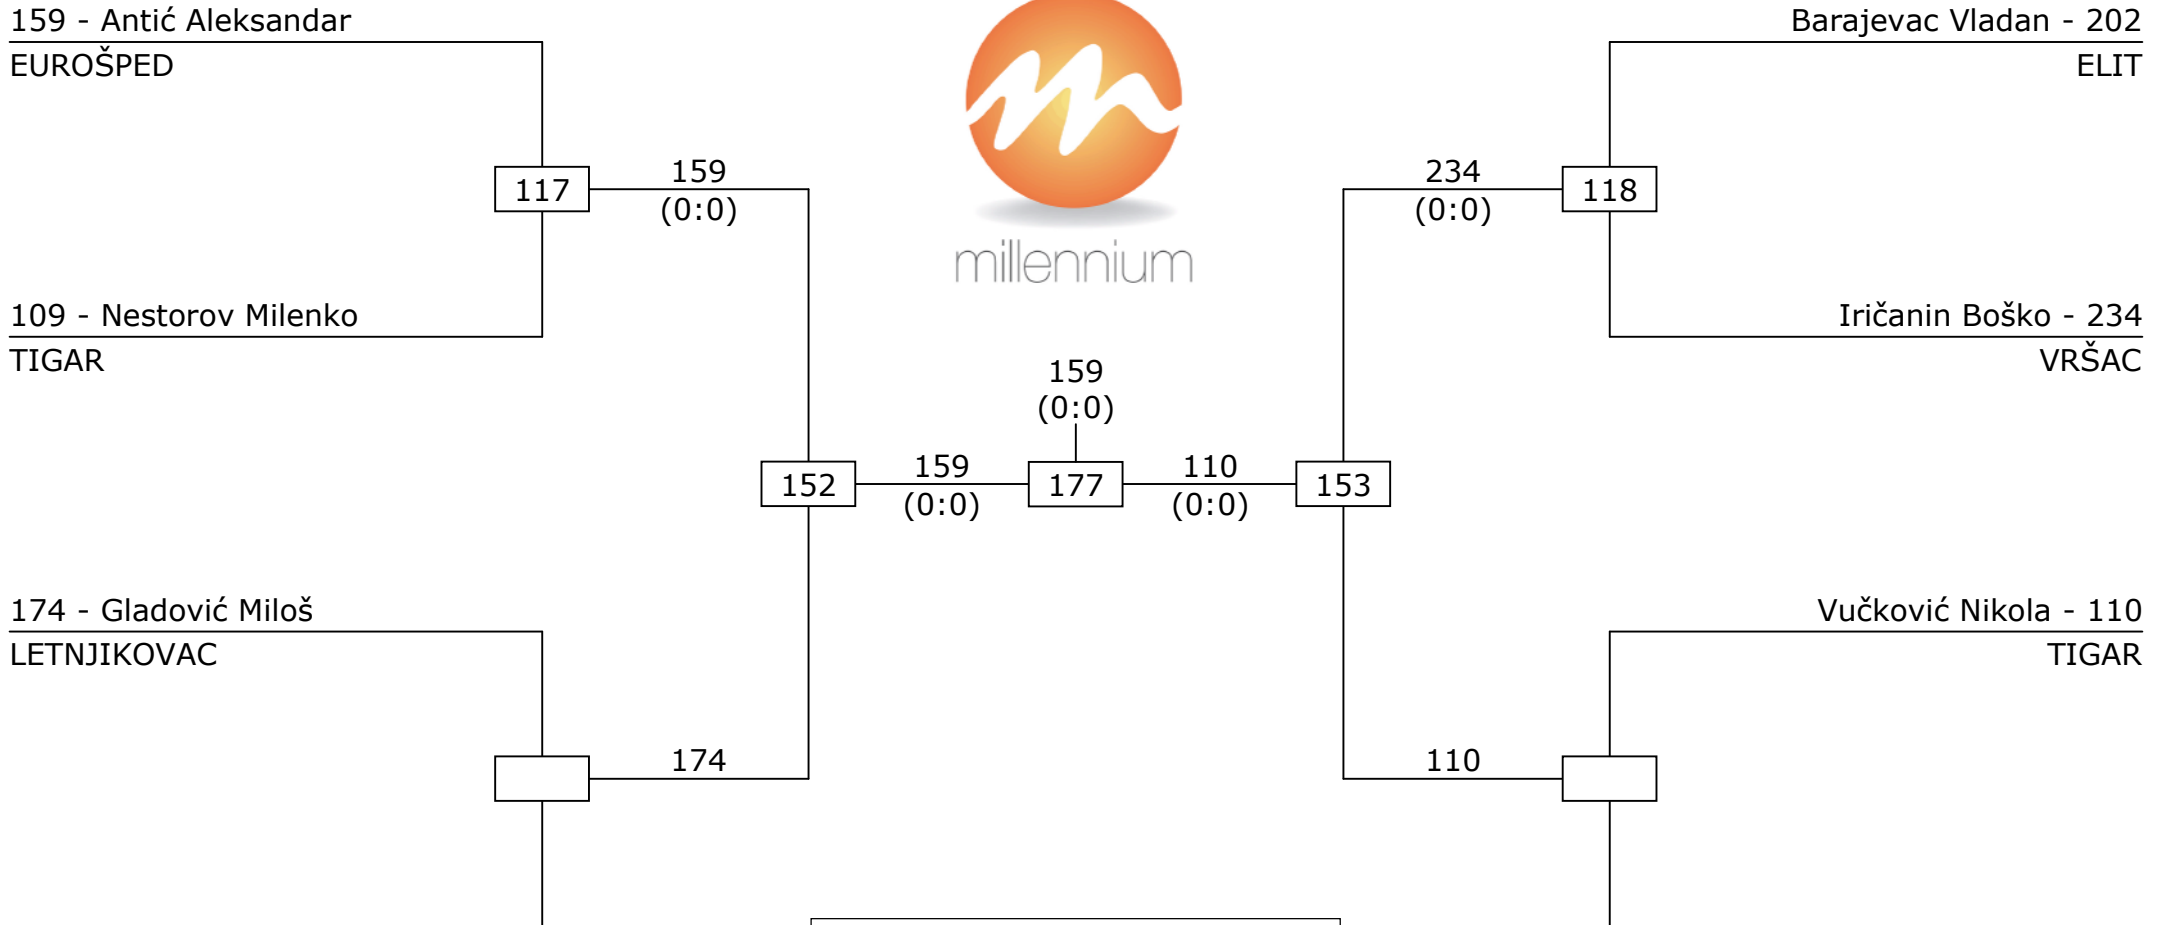 159 - Antić Aleksandar
EUROŠPED
Barajevac Vladan - 202
ELIT
millennium
117
159
(0:0)
234
(0:0)
118
109 - Nestorov Milenko
TIGAR
Iričanin Boško - 234
VRŠAC
159
(0:0)
152
159
(0:0)
177
110
(0:0)
153
174 - Gladović Miloš
LETNJIKOVAC
Vučković Nikola - 110
TIGAR
174
110